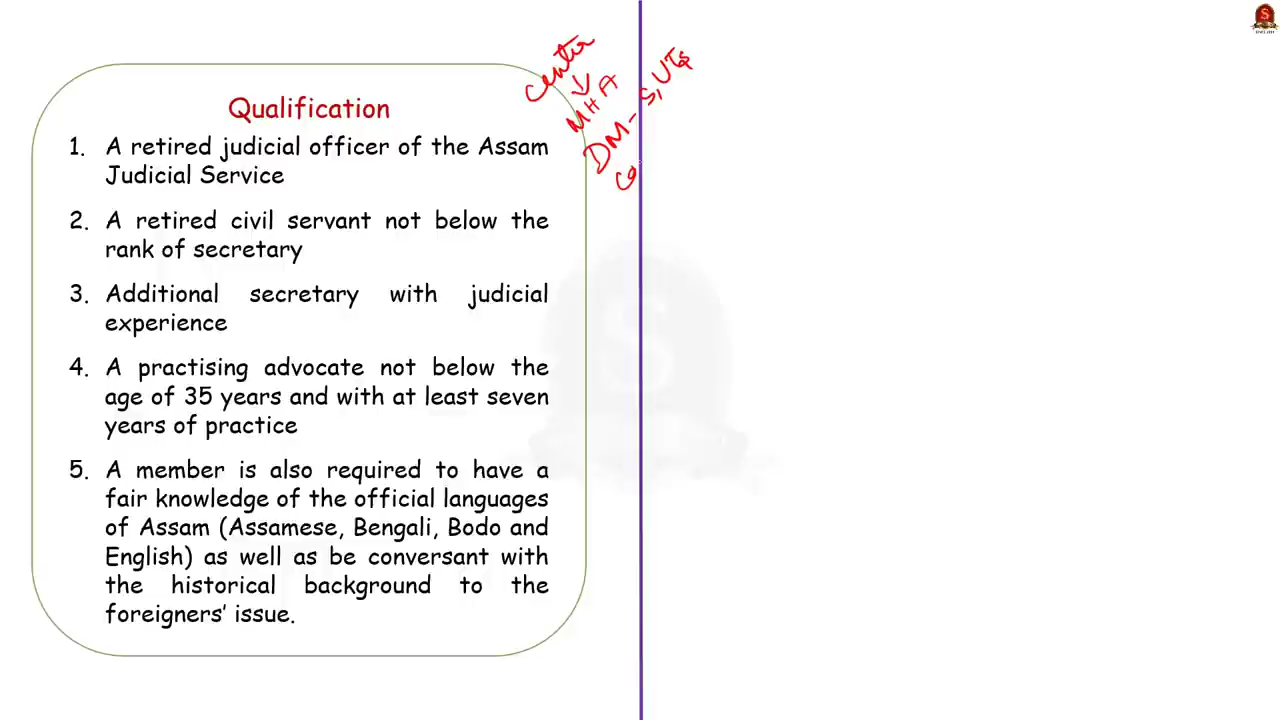 Center
↓
MHA
DM - S, UTs
Qualification
1. A retired judicial officer of the Assam
Judicial Service
2. A retired civil servant not below the
rank of secretary
3. Additional secretary with judicial
experience
4. A practising advocate not below the
age of 35 years and with at least seven
years of practice
5. A member is also required to have a
fair knowledge of the official languages
of Assam (Assamese, Bengali, Bodo and
English) as well as be conversant with
the historical background to the
foreigners' issue.